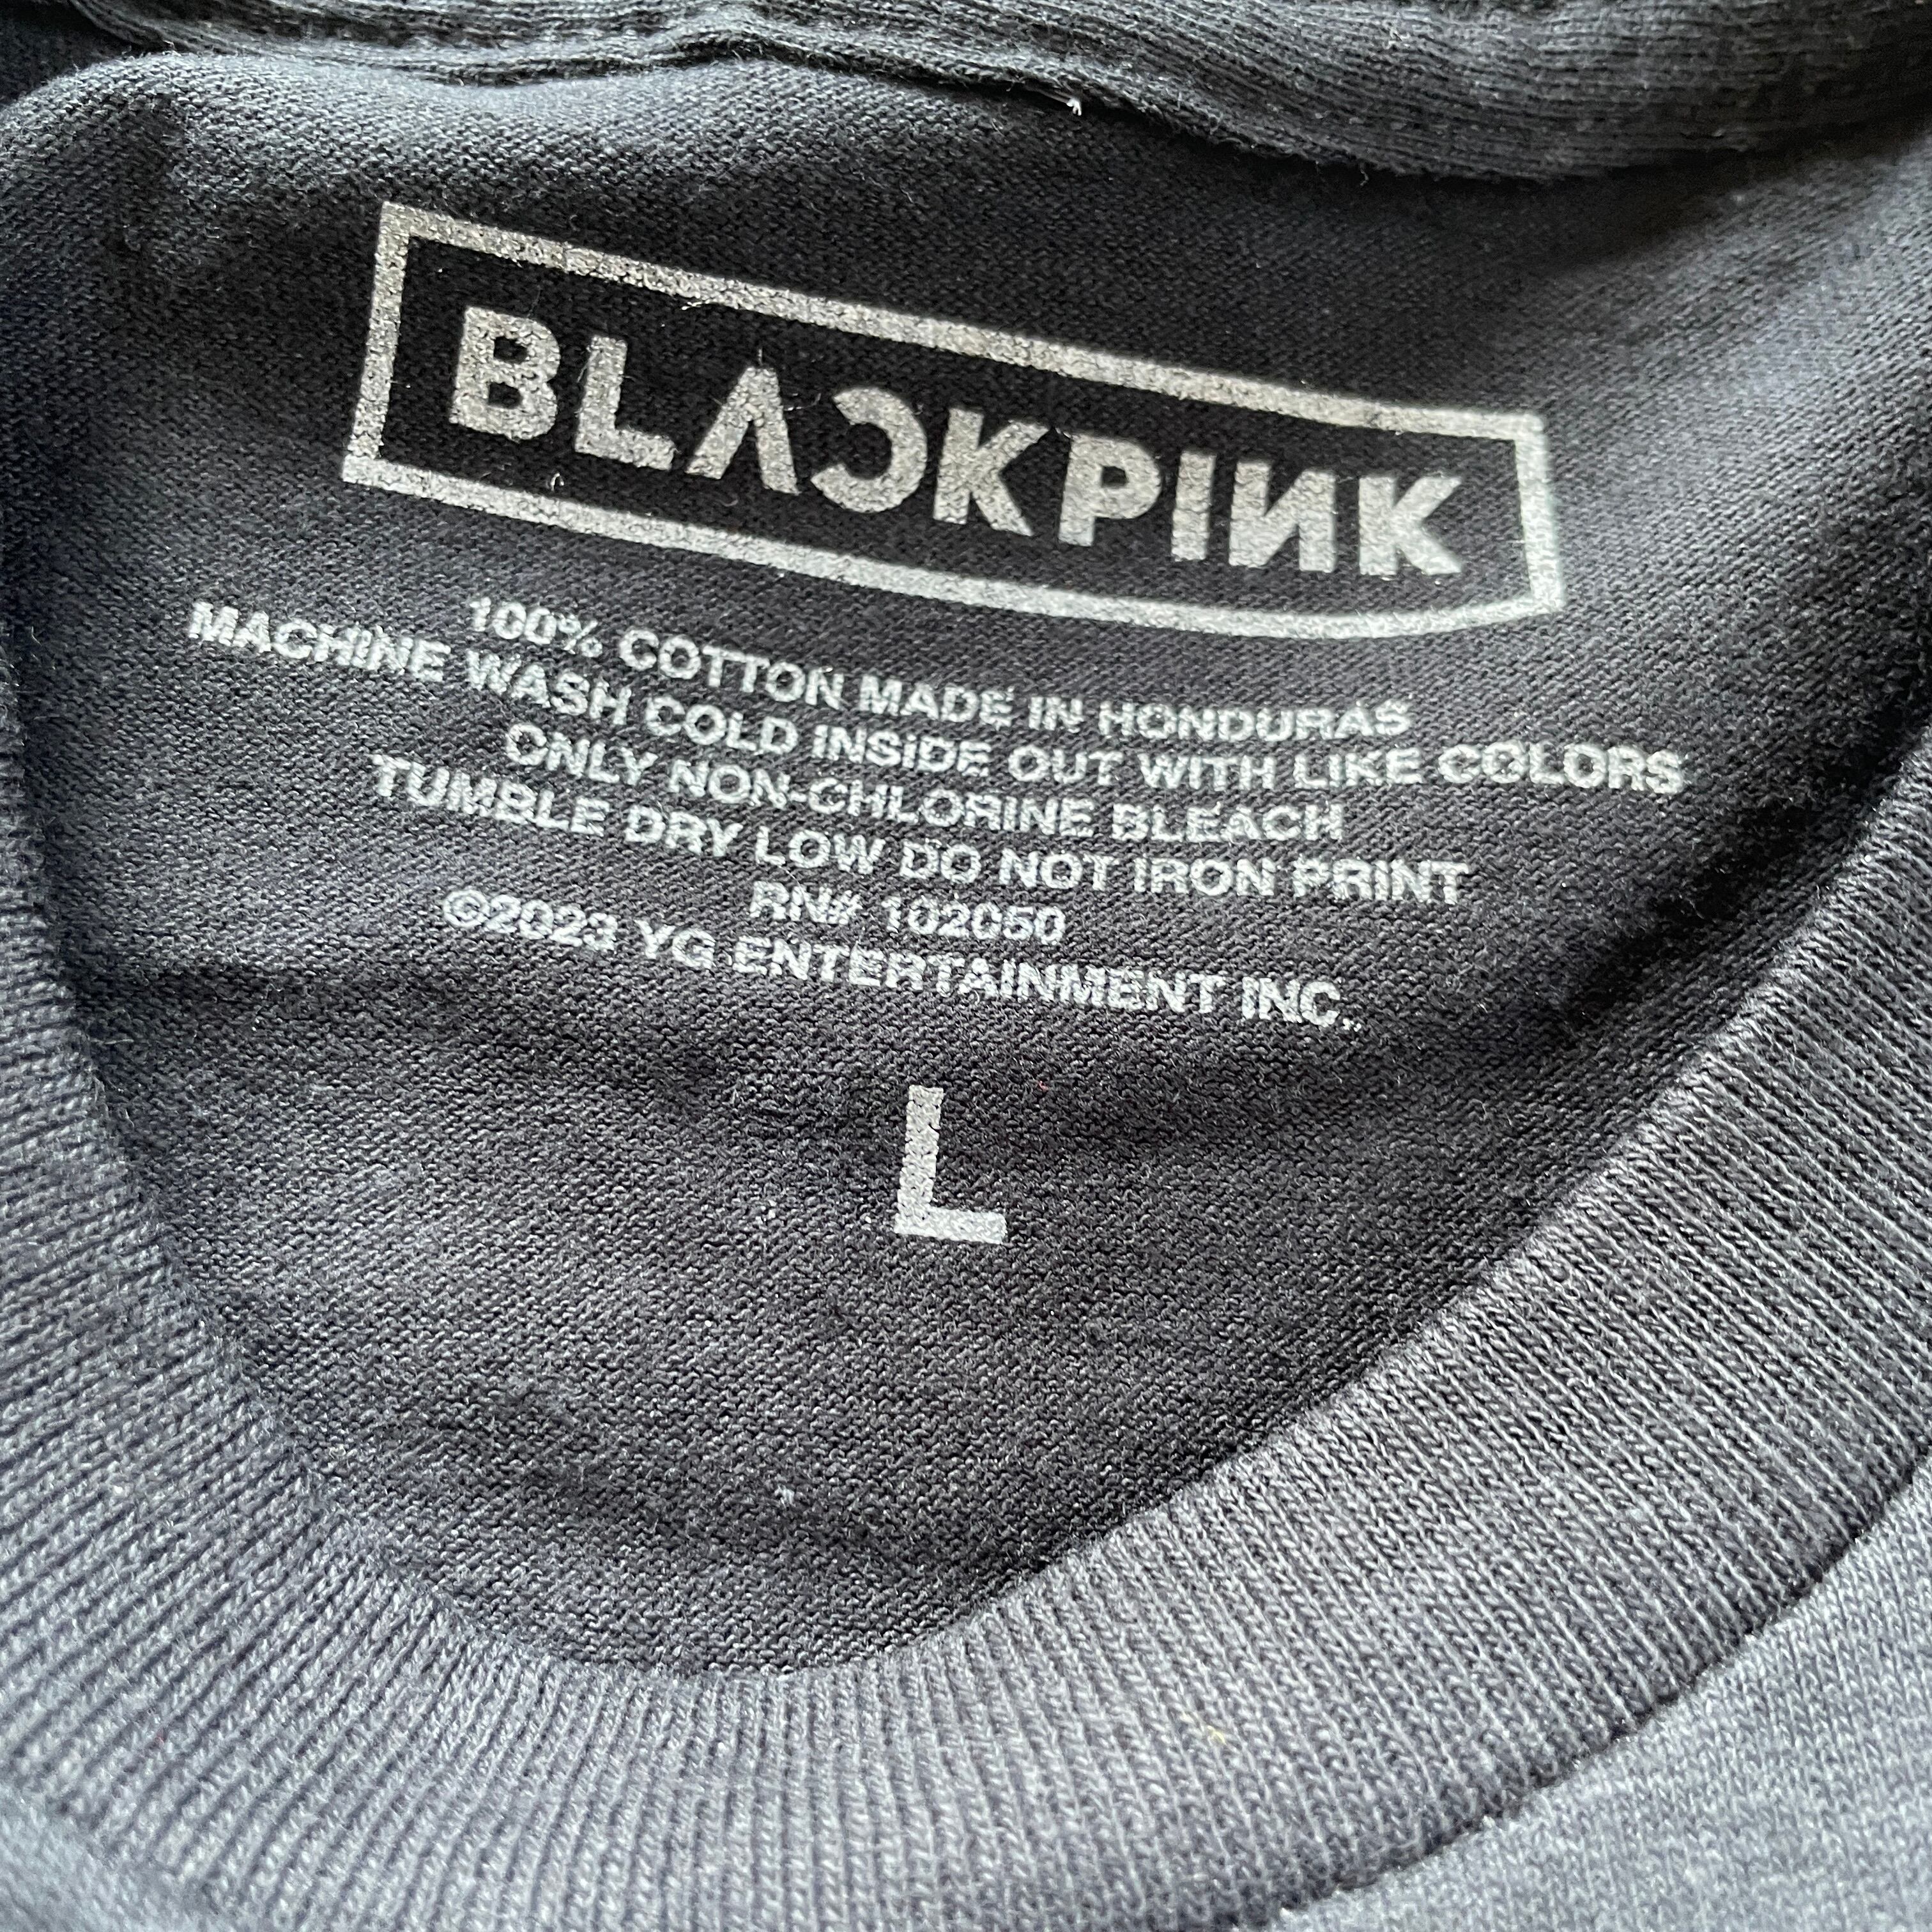 BLACKPINK
100% COTTON MADE IN HONDURAS
MACHINE WASH COLD INSIDE OUT WITH LIKE COLORS
ONLY NON-CHLORINE BLEACH
TUMBLE DRY LOW DO NOT IRON PRINT
RN# 102050
©2023 YG ENTERTAINMENT INC.
L